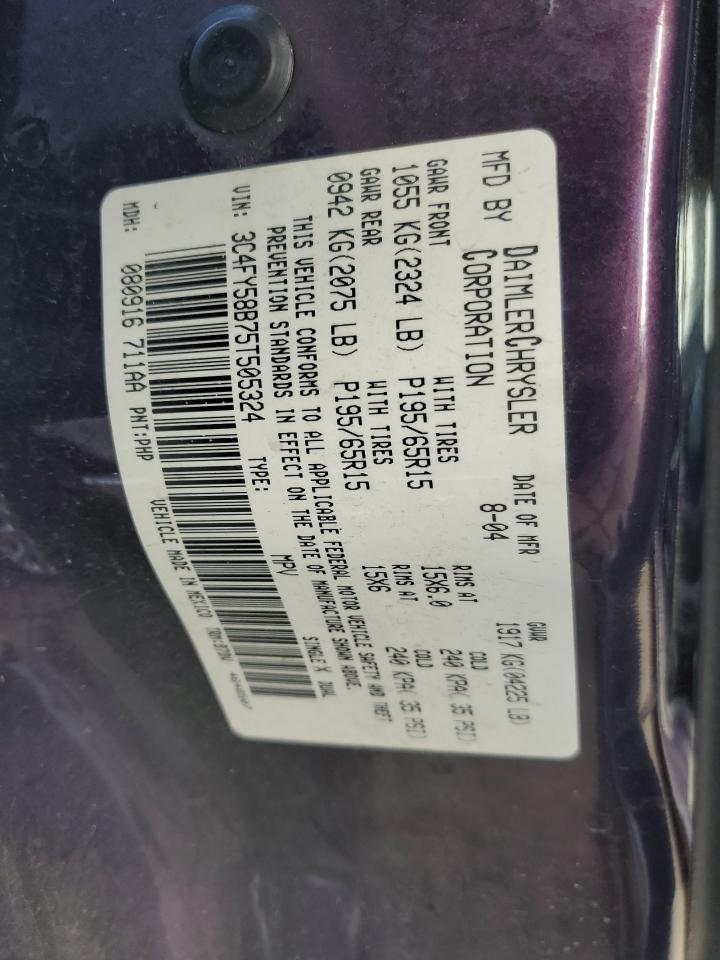 MFD BY DAIMLERCHRYSLER CORPORATION DATE OF MFR 8-04 GVWR 1917 KG(04225 LB)
GAWR FRONT WITH TIRES RIMS AT COLD
1055 KG(2324 LB) P195/65R15 15X6.0 240 KPA( 35 PSI)
GAWR REAR WITH TIRES RIMS AT COLD
0942 KG(2075 LB) P195/65R15 15X6 240 KPA( 35 PSI)
THIS VEHICLE CONFORMS TO ALL APPLICABLE FEDERAL MOTOR VEHICLE SAFETY AND THEFT
PREVENTION STANDARDS IN EFFECT ON THE DATE OF MANUFACTURE SHOWN ABOVE.
VIN: 3C4FY58B75T505324 TYPE: MPV SINGLE X DUAL
MDH: 080916 711AA PNT:PHP VEHICLE MADE IN MEXICO